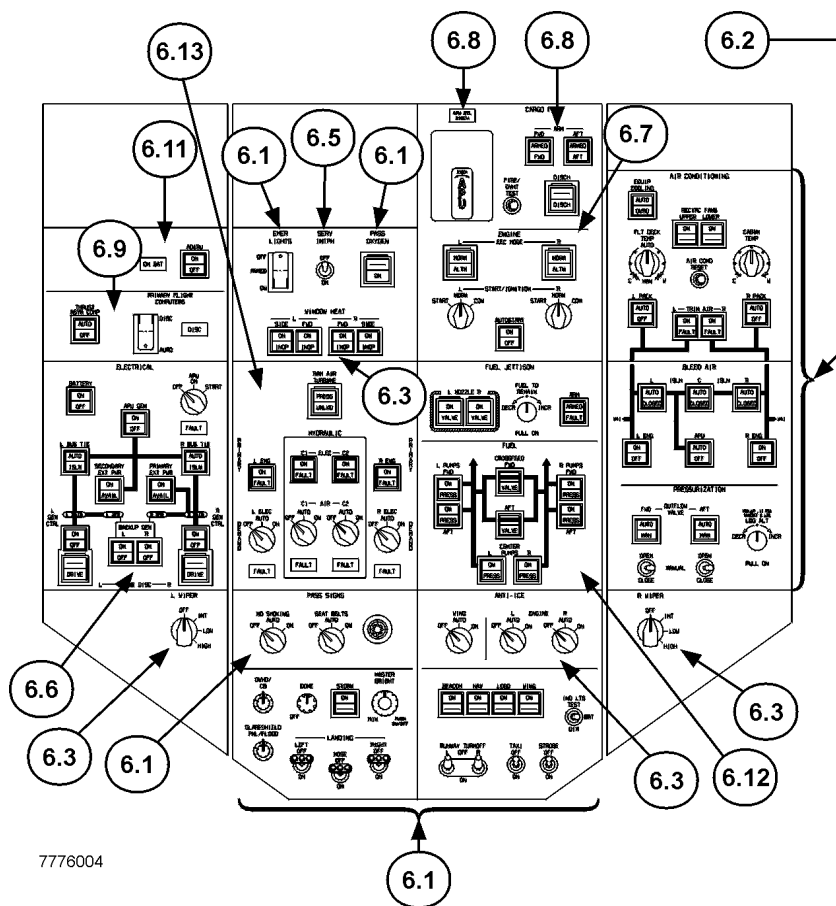 6.8
6.8
6.2
6.13
6.5
6.7
6.11
6.1
6.1
6.9
CARGO
ARM
FWD
AFT
ARMED
FWD
ARMED
AFT
FIRE/
OVHT
TEST
DISCH
DISCH
APU
EMER
LIGHTS
OFF
ARMED
ON
SERV
INTPH
OFF
ON
PASS
OXYGEN
ON
ON BAT
ADIRU
ON
OFF
PRIMARY FLIGHT
COMPUTERS
THRUST
ASYM COMP
AUTO
OFF
DISC
AUTO
DISC
ENGINE
L
EEC MODE
R
NORM
ALTN
NORM
ALTN
START/IGNITION
L
R
NORM
START
CON
NORM
START
CON
AUTOSTART
ON
OFF
WINDOW HEAT
L
R
SIDE
FWD
FWD
SIDE
ON
INOP
ON
INOP
ON
INOP
ON
INOP
6.3
AIR CONDITIONING
EQUIP
COOLING
AUTO
OVRD
RECIRC FANS
UPPER LOWER
ON
ON
FLT DECK
TEMP
AUTO
C
W
MAN
AIR COND
RESET
CABIN
TEMP
C
W
L PACK
AUTO
OFF
TRIM AIR
L
R
ON
FAULT
ON
FAULT
R PACK
AUTO
OFF
BLEED AIR
L
ISLN
C
ISLN
R
AUTO
CLOSED
AUTO
CLOSED
AUTO
CLOSED
L ENG
ON
OFF
APU
AUTO
OFF
R ENG
ON
OFF
PRESSURIZATION
FWD
OUTFLOW
VALVE
AFT
AUTO
MAN
AUTO
MAN
OPEN
CLOSE
MANUAL
OPEN
CLOSE
LDG ALT
DECR
INCR
PULL ON
ELECTRICAL
BATTERY
ON
OFF
APU
ON
OFF
START
APU GEN
ON
OFF
FAULT
L BUS TIE
AUTO
ISLN
R BUS TIE
AUTO
ISLN
SECONDARY
EXT PWR
ON
AVAIL
PRIMARY
EXT PWR
ON
AVAIL
L
GEN
CTRL
ON
OFF
R
GEN
CTRL
ON
OFF
BACKUP GEN
L
R
ON
OFF
ON
OFF
DRIVE
DRIVE
L
DISC
R
RAM AIR
TURBINE
PRESS
UNLKD
HYDRAULIC
PRIMARY
PRIMARY
C1
ELEC
C2
L ENG
ON
FAULT
ON
FAULT
ON
FAULT
R ENG
ON
FAULT
C1
AIR
C2
L ELEC
AUTO
OFF
ON
AUTO
OFF
ON
AUTO
OFF
ON
R ELEC
AUTO
OFF
ON
DEMAND
DEMAND
FAULT
FAULT
FAULT
FAULT
FUEL JETTISON
L NOZZLE R
ON
VALVE
ON
VALVE
FUEL TO
REMAIN
DECR
INCR
PULL ON
ARM
ARMED
FAULT
FUEL
L PUMPS
FWD
ON
PRESS
ON
PRESS
AFT
CROSSFEED
FWD
VALVE
AFT
VALVE
R PUMPS
FWD
ON
PRESS
ON
PRESS
AFT
CENTER
PUMPS
L
R
ON
PRESS
ON
PRESS
L WIPER
OFF
INT
LOW
HIGH
PASS SIGNS
NO SMOKING
AUTO
OFF
ON
SEAT BELTS
AUTO
OFF
ON
ANTI-ICE
WING
AUTO
OFF
ON
ENGINE
L
AUTO
OFF
ON
R
AUTO
OFF
ON
R WIPER
OFF
INT
LOW
HIGH
6.6
6.3
6.1
6.3
6.12
6.3
OVHD/
CB
DOME
OFF
STORM
ON
MASTER
BRIGHT
PUSH
ON/OFF
GLARESHIELD
PNL/FLOOD
LANDING
LEFT
OFF
ON
NOSE
OFF
ON
RIGHT
OFF
ON
BEACON
NAV
LOGO
WING
ON
ON
ON
ON
IND LTS
TEST
BRT
DIM
RUNWAY TURNOFF
L
OFF
R
ON
TAXI
OFF
ON
STROBE
OFF
ON
6.1
7776004